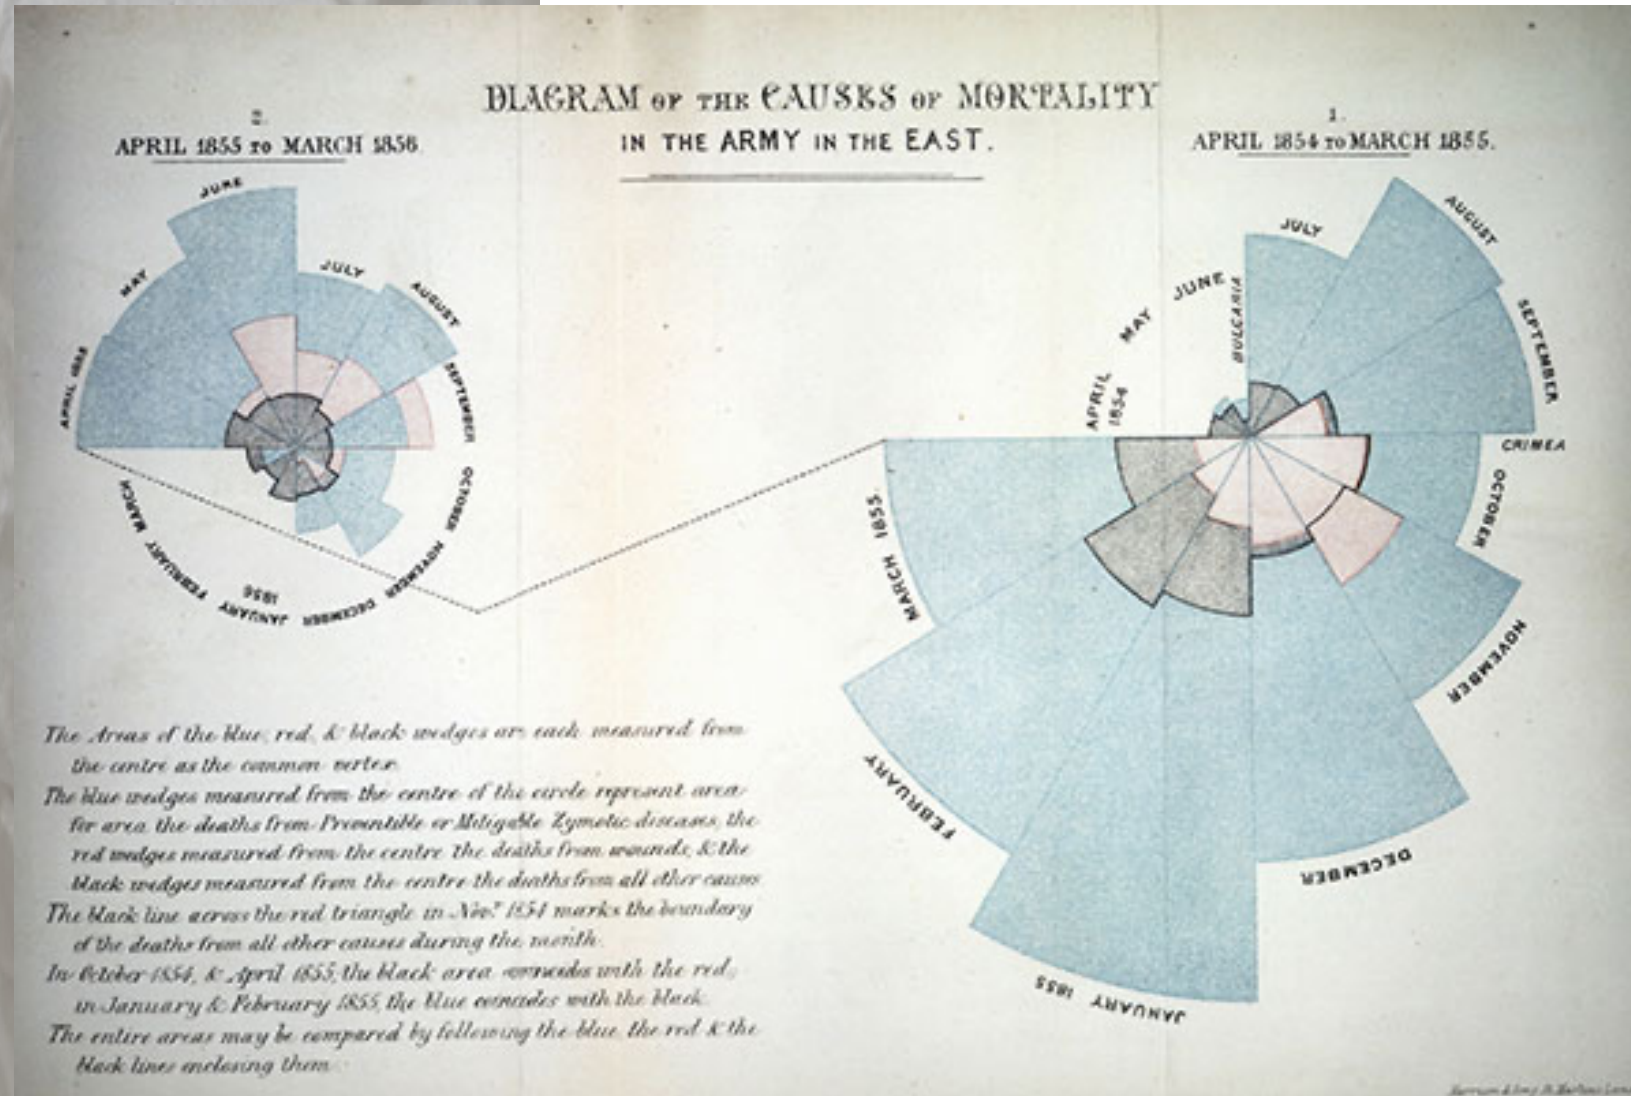 DIAGRAM OF THE CAUSES OF MORTALITY
IN THE ARMY IN THE EAST.
2.
APRIL 1855 TO MARCH 1856.
1.
APRIL 1854 TO MARCH 1855.
JUNE
JULY
MAY
AUGUST
APRIL 1855
SEPTEMBER
OCTOBER
NOVEMBER
DECEMBER
1856
JANUARY
FEBRUARY
MARCH
APRIL
1854
MAY
JUNE
BULGARIA
JULY
AUGUST
SEPTEMBER
CRIMEA
OCTOBER
NOVEMBER
DECEMBER
JANUARY 1855
FEBRUARY
MARCH 1855.
The Areas of the blue, red, & black wedges are each measured from
the centre as the common vertex.
The blue wedges measured from the centre of the circle represent area
for area the deaths from Preventible or Mitigable Zymotic diseases, the
red wedges measured from the centre the deaths from wounds, & the
black wedges measured from the centre the deaths from all other causes
The black line across the red triangle in Novr. 1854 marks the boundary
of the deaths from all other causes during the month.
In October 1854, & April 1855, the black area coincides with the red,
in January & February 1855, the blue coincides with the black.
The entire areas may be compared by following the blue, the red & the
black lines enclosing them.